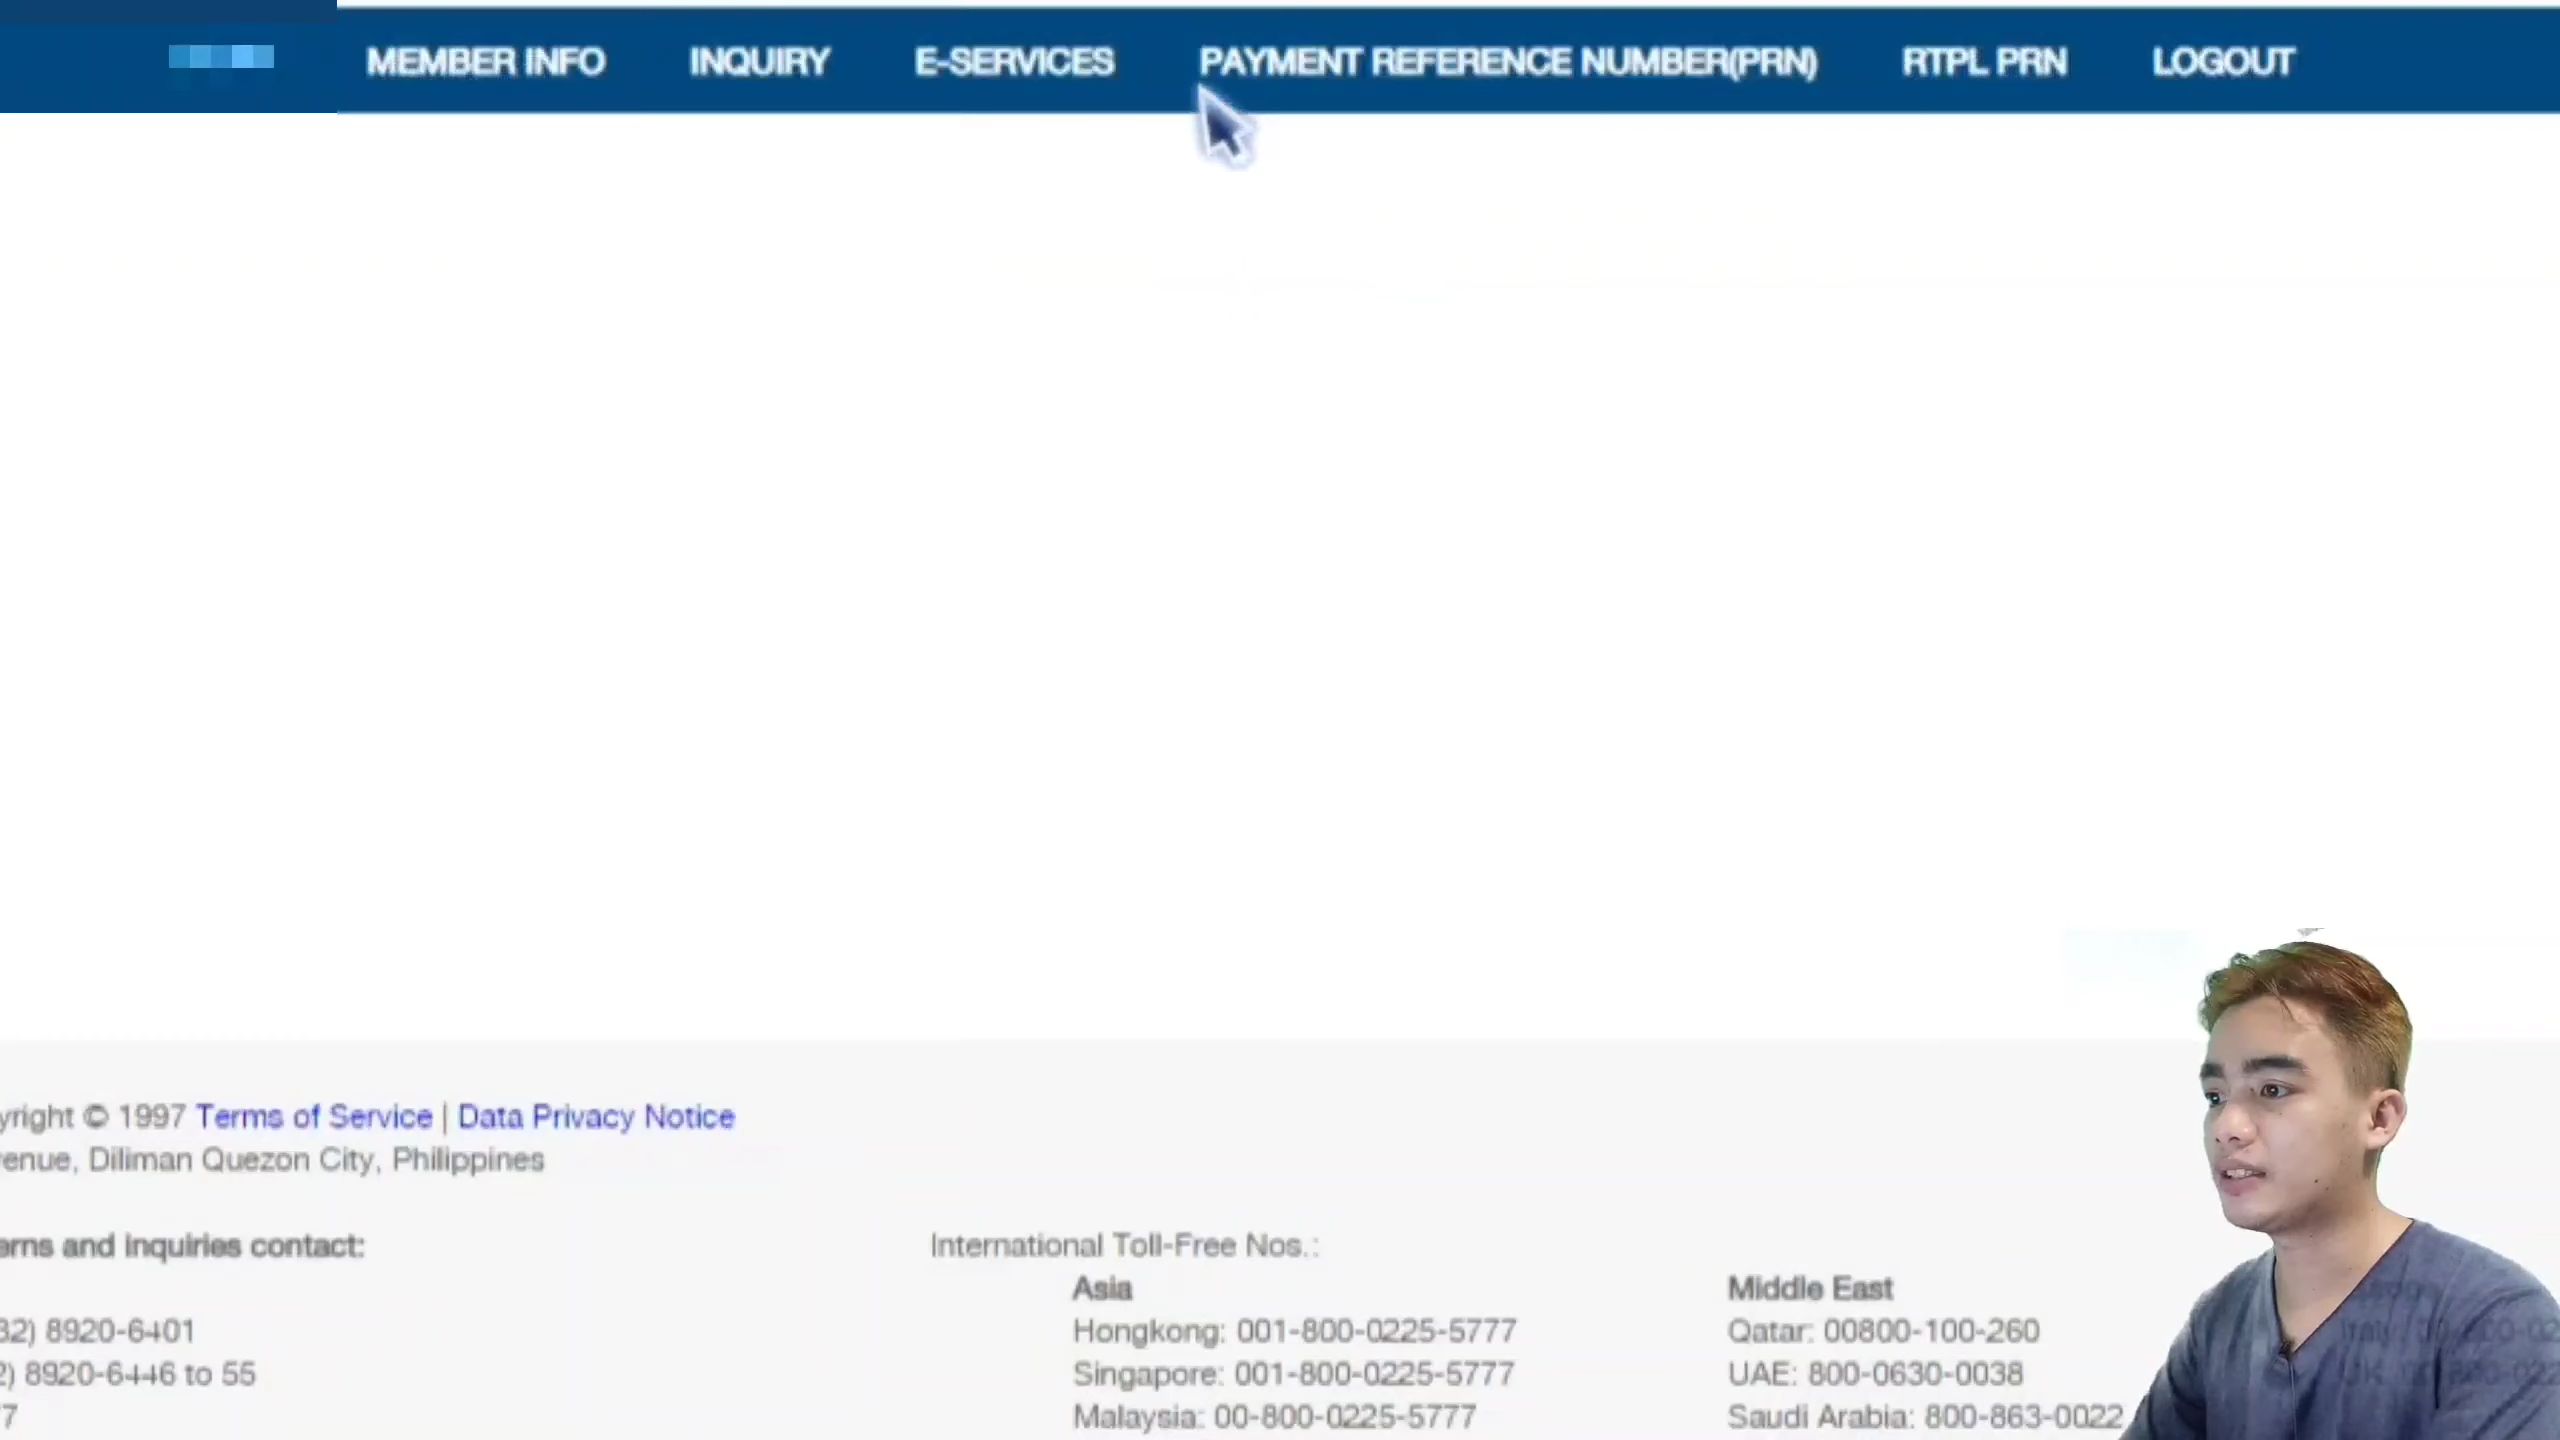 MEMBER INFO INQUIRY E-SERVICES PAYMENT REFERENCE NUMBER(PRN) RTPL PRN LOGOUT
yright © 1997 Terms of Service | Data Privacy Notice
enue, Diliman Quezon City, Philippines
erns and inquiries contact:
International Toll-Free Nos.:
Asia
Middle East
32) 8920-6401
Hongkong: 001-800-0225-5777
Qatar: 00800-100-260
2) 8920-6446 to 55
Singapore: 001-800-0225-5777
UAE: 800-0630-0038
7
Malaysia: 00-800-0225-5777
Saudi Arabia: 800-863-0022